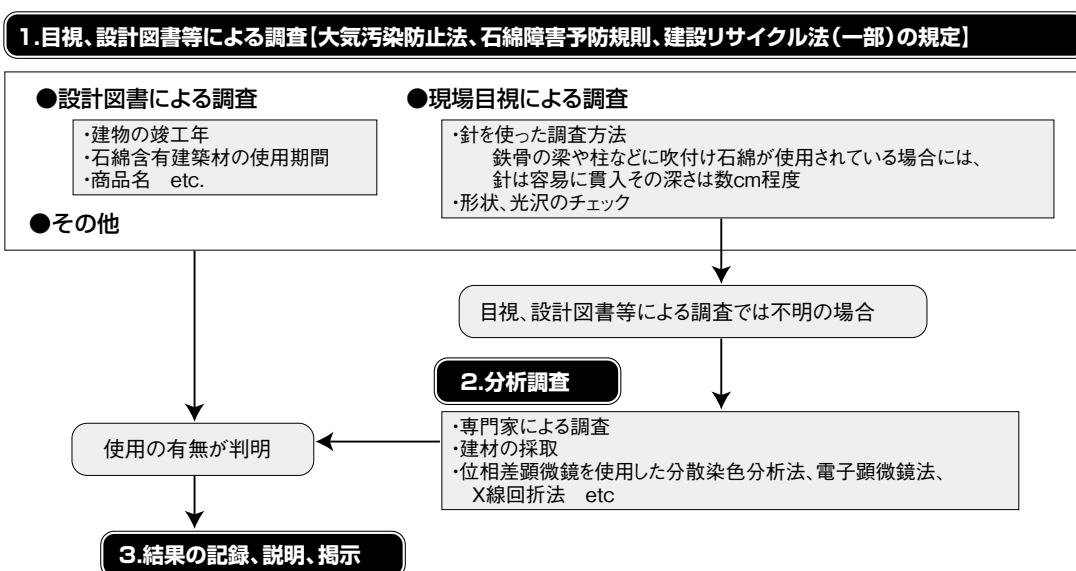 1.目視、設計図書等による調査【大気汚染防止法、石綿障害予防規則、建設リサイクル法(一部)の規定】
●設計図書による調査
・建物の竣工年
・石綿含有建築材の使用期間
・商品名　etc.
●現場目視による調査
・針を使った調査方法
鉄骨の梁や柱などに吹付け石綿が使用されている場合には、
針は容易に貫入その深さは数cm程度
・形状、光沢のチェック
●その他
目視、設計図書等による調査では不明の場合
2.分析調査
・専門家による調査
・建材の採取
・位相差顕微鏡を使用した分散染色分析法、電子顕微鏡法、
X線回折法　etc
使用の有無が判明
3.結果の記録、説明、掲示